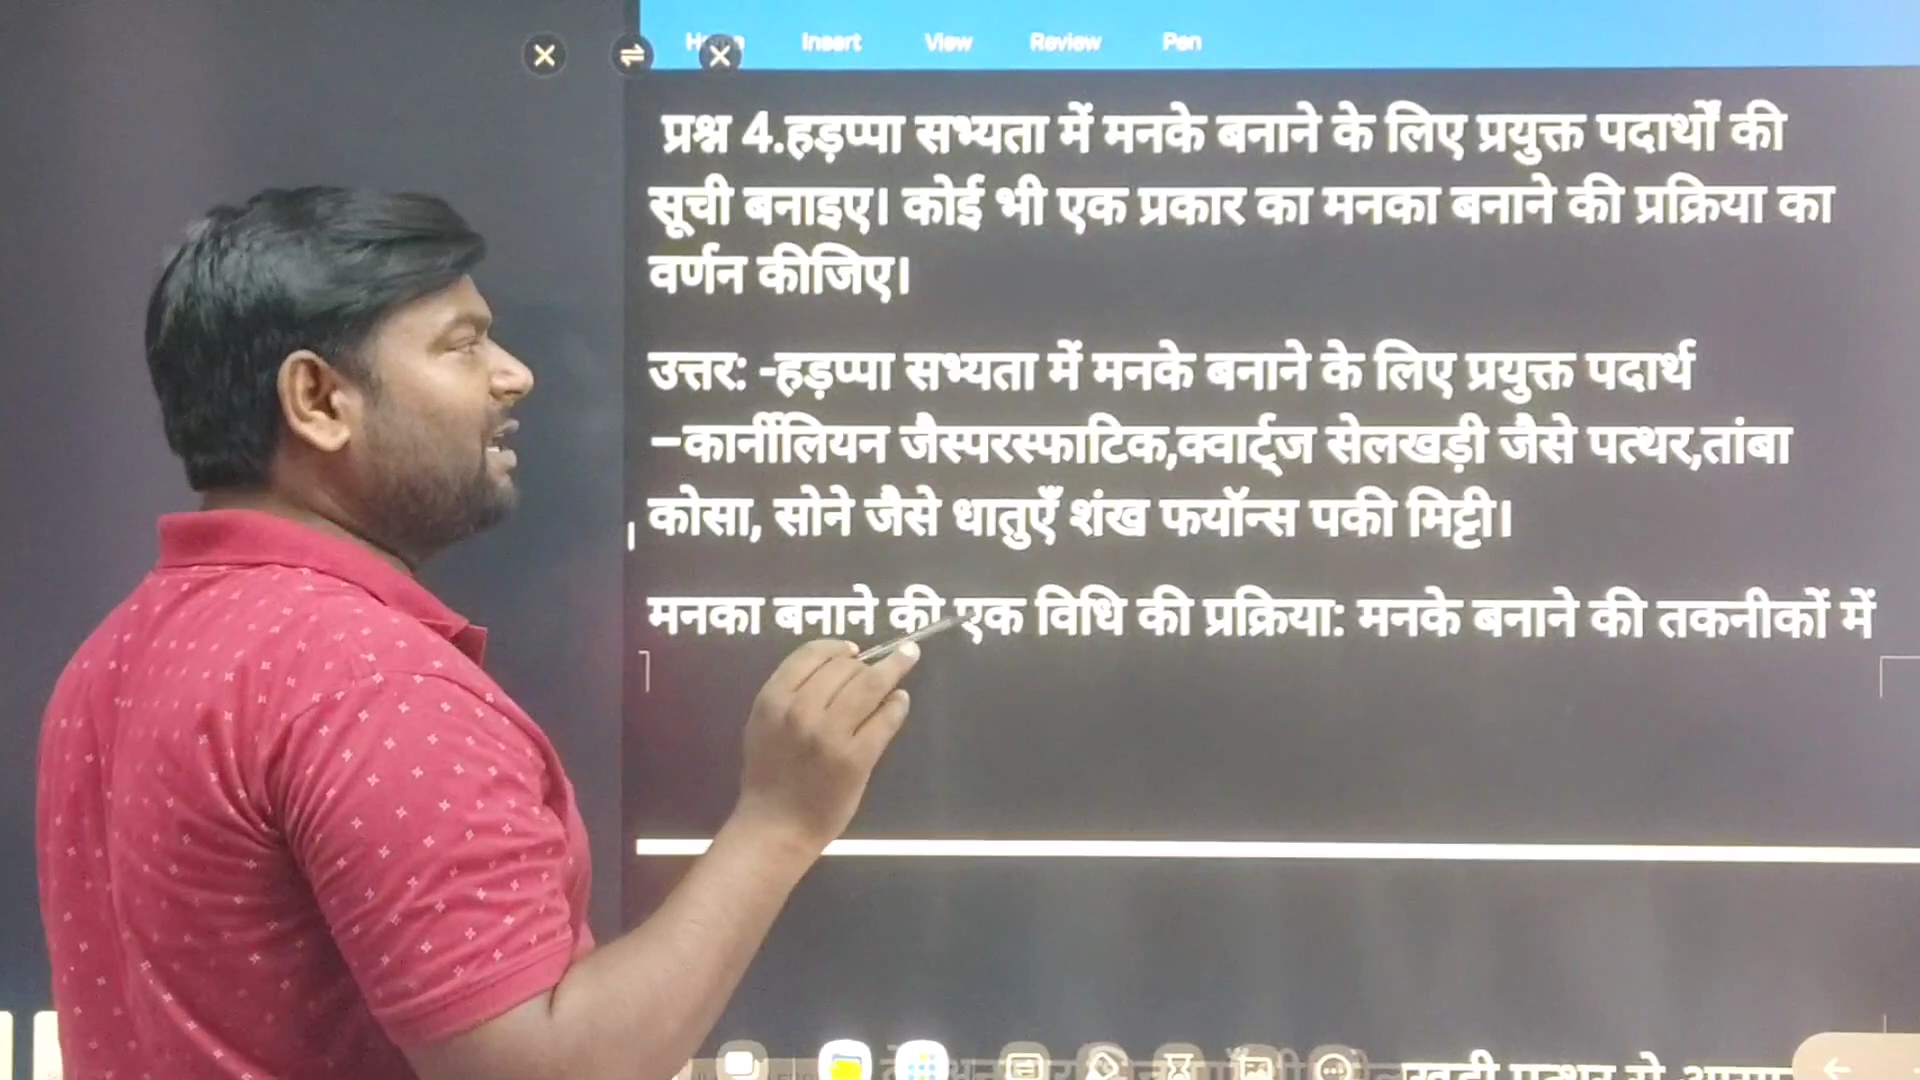 Insert View Review Pen
प्रश्न 4.हड़प्पा सभ्यता में मनके बनाने के लिए प्रयुक्त पदार्थों की
सूची बनाइए। कोई भी एक प्रकार का मनका बनाने की प्रक्रिया का
वर्णन कीजिए।
उत्तर: -हड़प्पा सभ्यता में मनके बनाने के लिए प्रयुक्त पदार्थ
–कार्नीलियन जैस्परस्फाटिक,क्वार्ट्ज सेलखड़ी जैसे पत्थर,तांबा
कोसा, सोने जैसे धातुएँ शंख फयॉन्स पकी मिट्टी।
मनका बनाने की एक विधि की प्रक्रिया: मनके बनाने की तकनीकों में